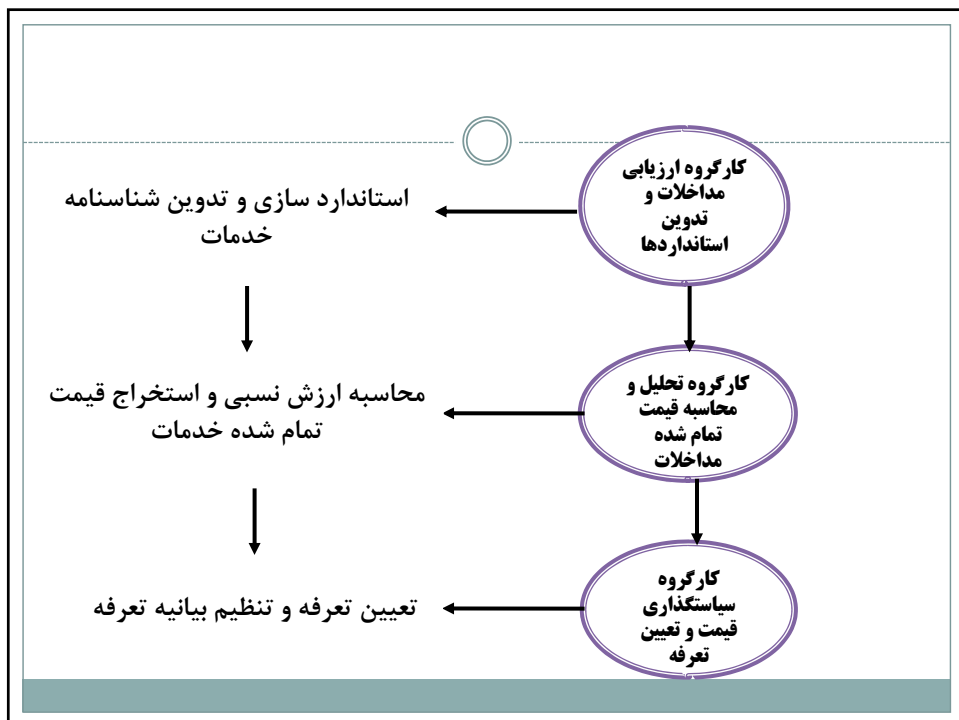 کارگروه ارزیابی
مداخلات و
تدوین
استانداردها
استاندارد سازی و تدوین شناسنامه
خدمات
کارگروه تحلیل و
محاسبه قیمت
تمام شده
مداخلات
محاسبه ارزش نسبی و استخراج قیمت
تمام شده خدمات
کارگروه
سیاستگذاری
قیمت و تعیین
تعرفه
تعیین تعرفه و تنظیم بیانیه تعرفه